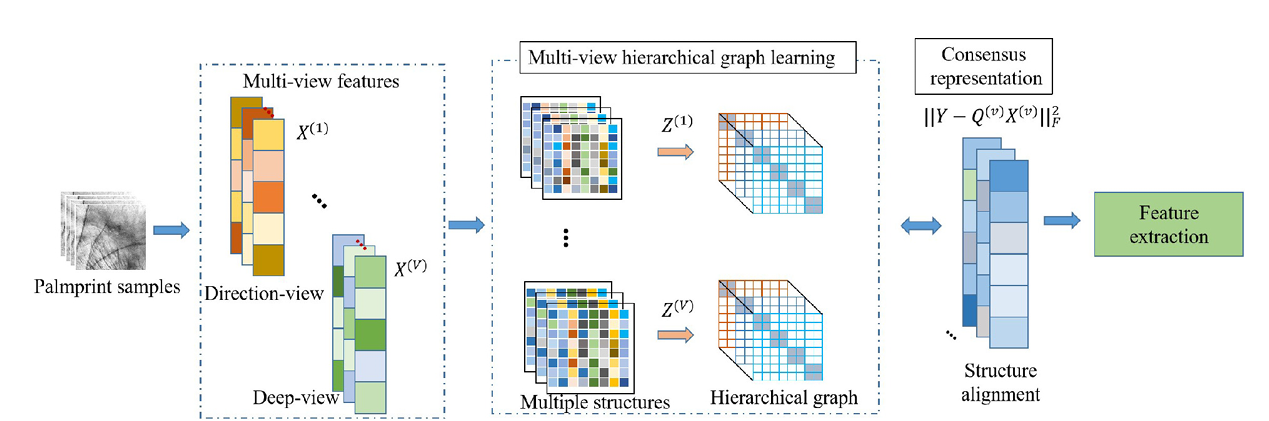 Palmprint samples
Multi-view features
X^(1)
Direction-view
X^(V)
Deep-view
Multi-view hierarchical graph learning
Z^(1)
Z^(V)
Multiple structures
Hierarchical graph
Consensus
representation
||Y − Q^(v)X^(v)||_F^2
Structure
alignment
Feature
extraction